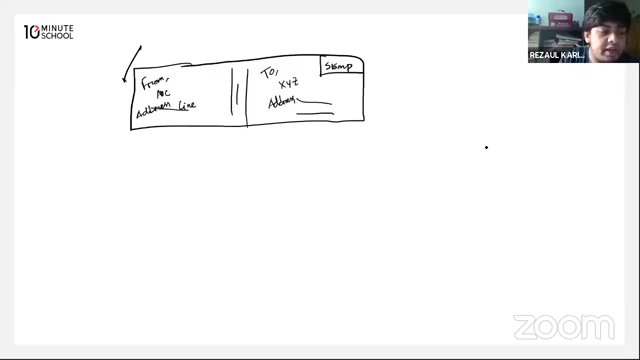 10 MINUTE
SCHOOL
REZAUL KARI...
From,
ABC
Address Line
To,
XYZ
Address,
Stamp
zoom